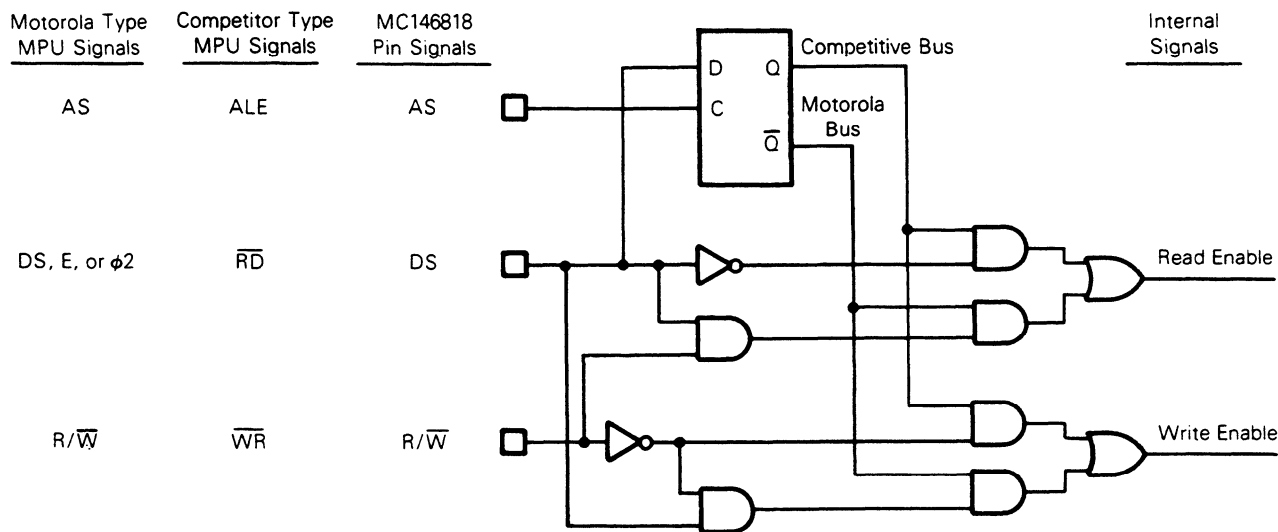 Motorola Type
MPU Signals
Competitor Type
MPU Signals
MC146818
Pin Signals
Internal
Signals
AS
ALE
AS
D
Q
C
Q̅
Competitive Bus
Motorola
Bus
DS, E, or ϕ2
R̅D̅
DS
Read Enable
R/W̅
W̅R̅
R/W̅
Write Enable